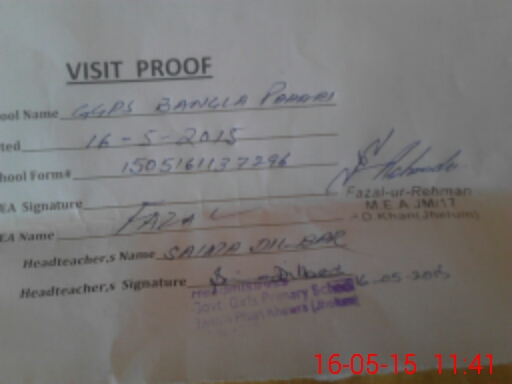 VISIT PROOF
ool Name GGPS BANGLA PAHARI
ted 16-5-2015
hool Form# 1505161137296
EA Signature
Fazal-ur-Rehman
M.E.A JM/17
D.Khan(Jhelum)
EA Name FAZAL
Headteacher,s Name SAIMA DILBAR
Headteacher,s Signature 16-05-2015
Govt. Girls Primary School
16-05-15 11:41